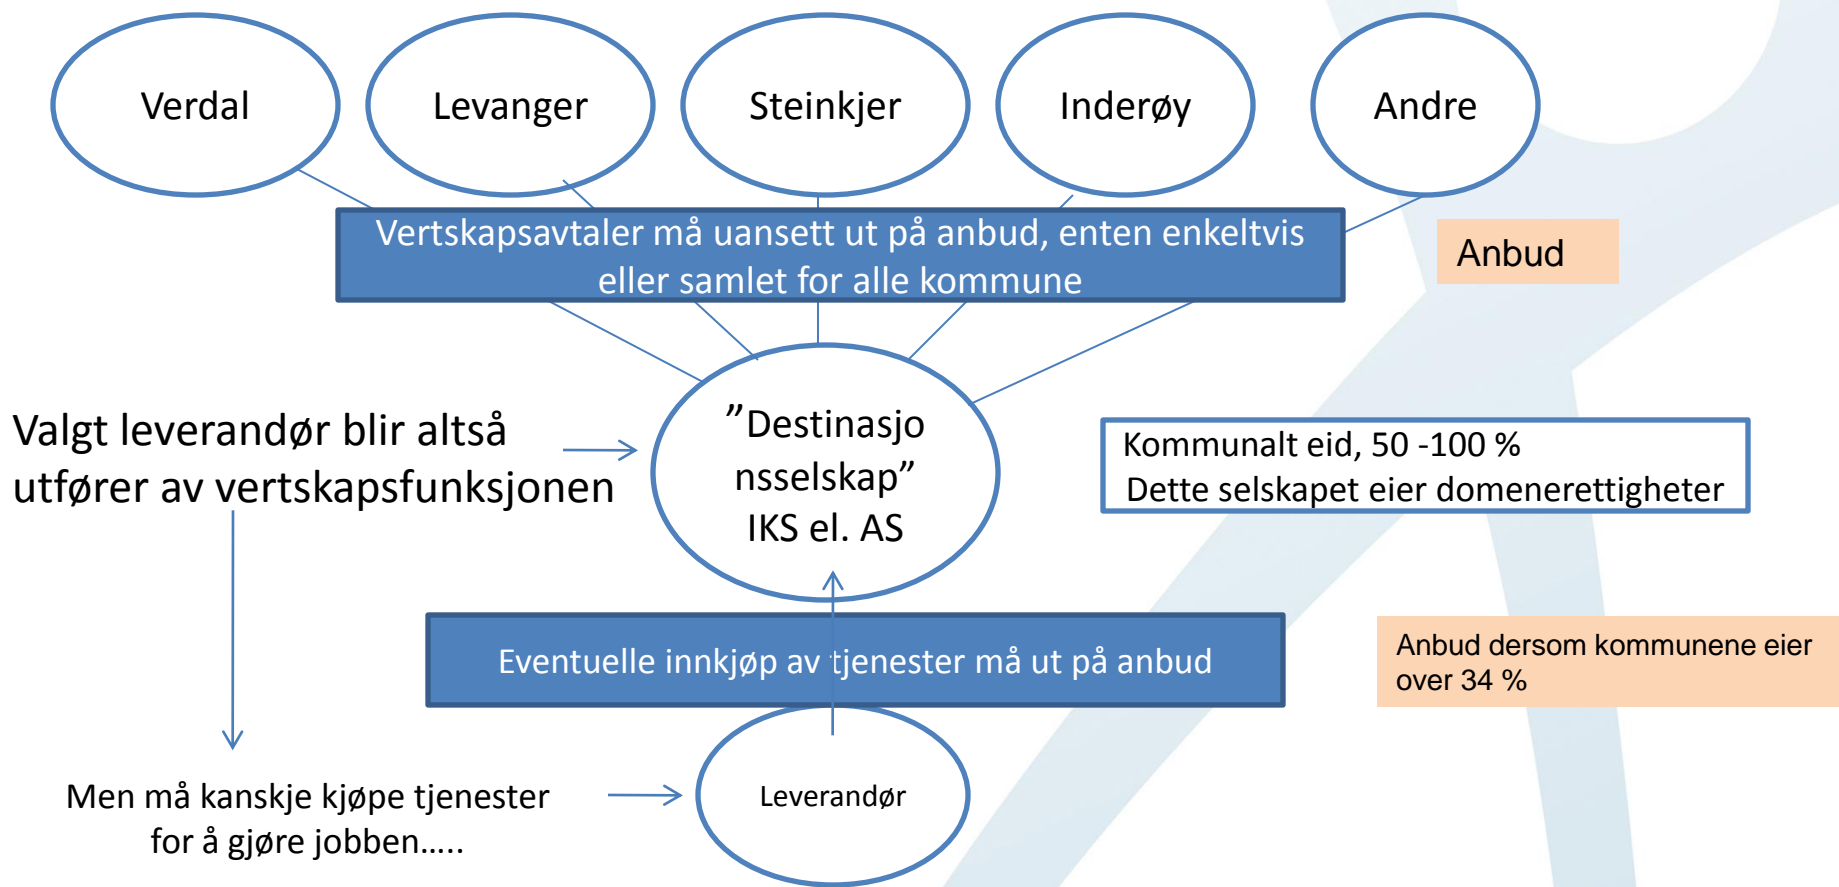 Verdal
Levanger
Steinkjer
Inderøy
Andre
Vertskapsavtaler må uansett ut på anbud, enten enkeltvis
eller samlet for alle kommune
Anbud
Valgt leverandør blir altså
utfører av vertskapsfunksjonen
”Destinasjo
nsselskap”
IKS el. AS
Kommunalt eid, 50 -100 %
Dette selskapet eier domenerettigheter
Eventuelle innkjøp av tjenester må ut på anbud
Anbud dersom kommunene eier
over 34 %
Men må kanskje kjøpe tjenester
for å gjøre jobben.....
Leverandør